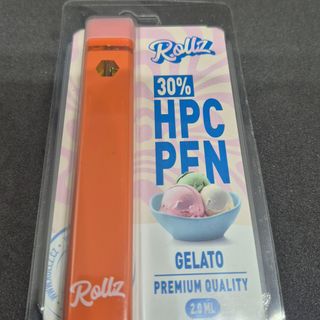 Rollz
30%
HPC
PEN
GELATO
PREMIUM QUALITY
2.0 ML
Rollz